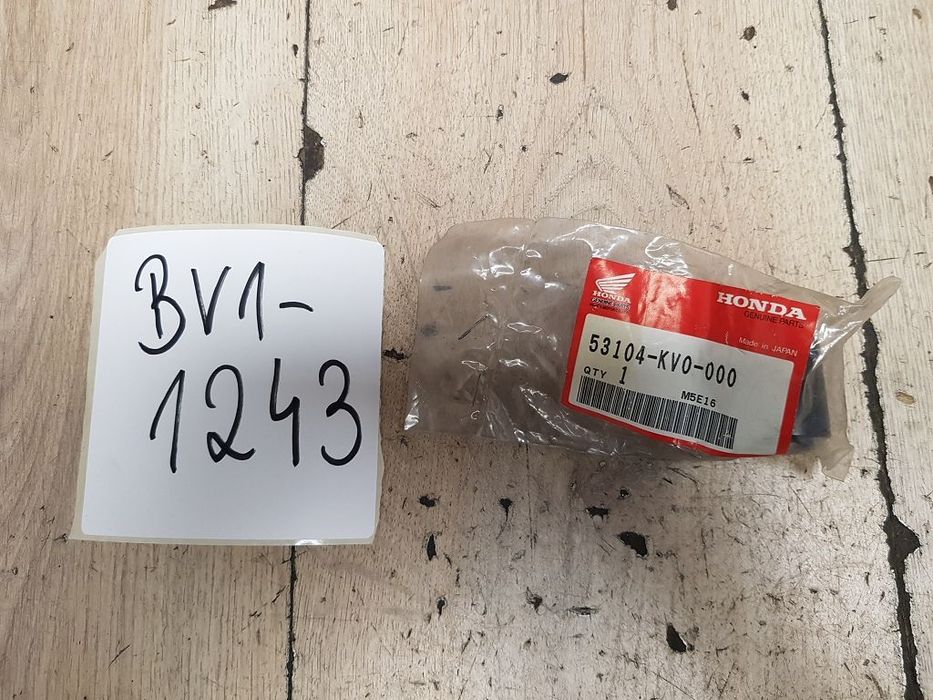 BV1-
1243
HONDA
HONDA
GENUINE PARTS
Made in JAPAN
53104-KV0-000
QTY 1
M5E16